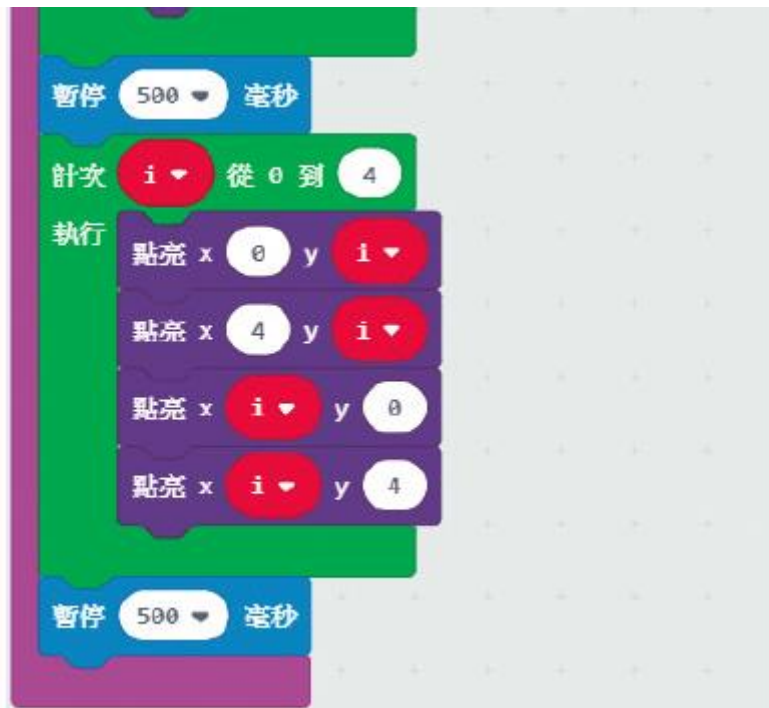 暫停 500 毫秒
計次 i 從 0 到 4
執行
點亮 x 0 y i
點亮 x 4 y i
點亮 x i y 0
點亮 x i y 4
暫停 500 毫秒